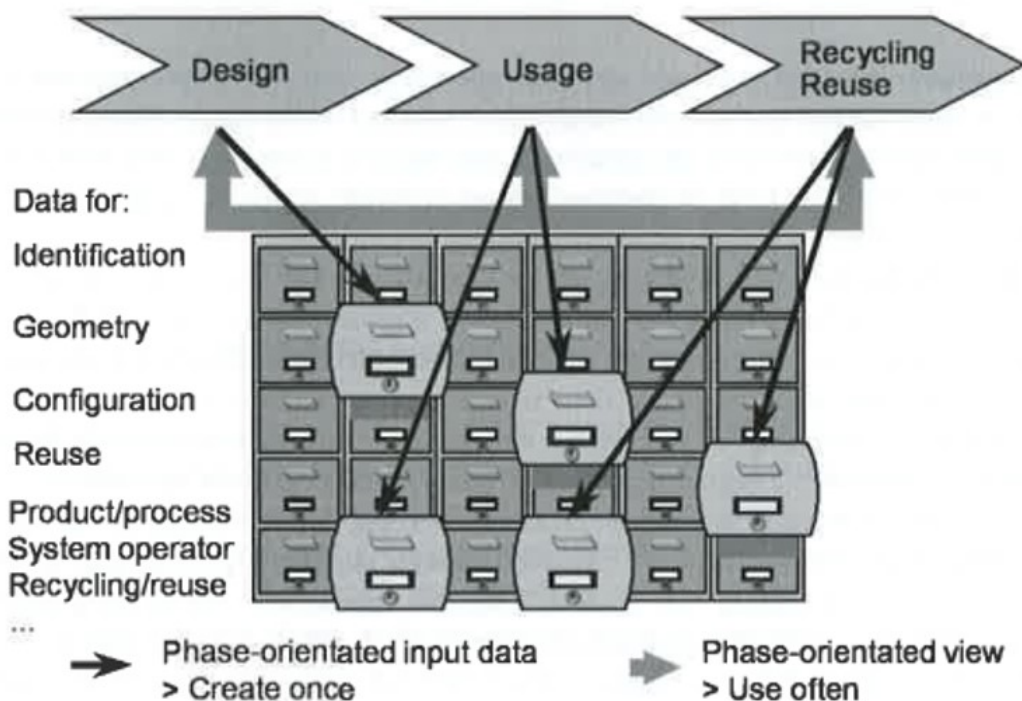 Design
Usage
Recycling
Reuse
Data for:
Identification
Geometry
Configuration
Reuse
Product/process
System operator
Recycling/reuse
...
Phase-orientated input data
> Create once
Phase-orientated view
> Use often